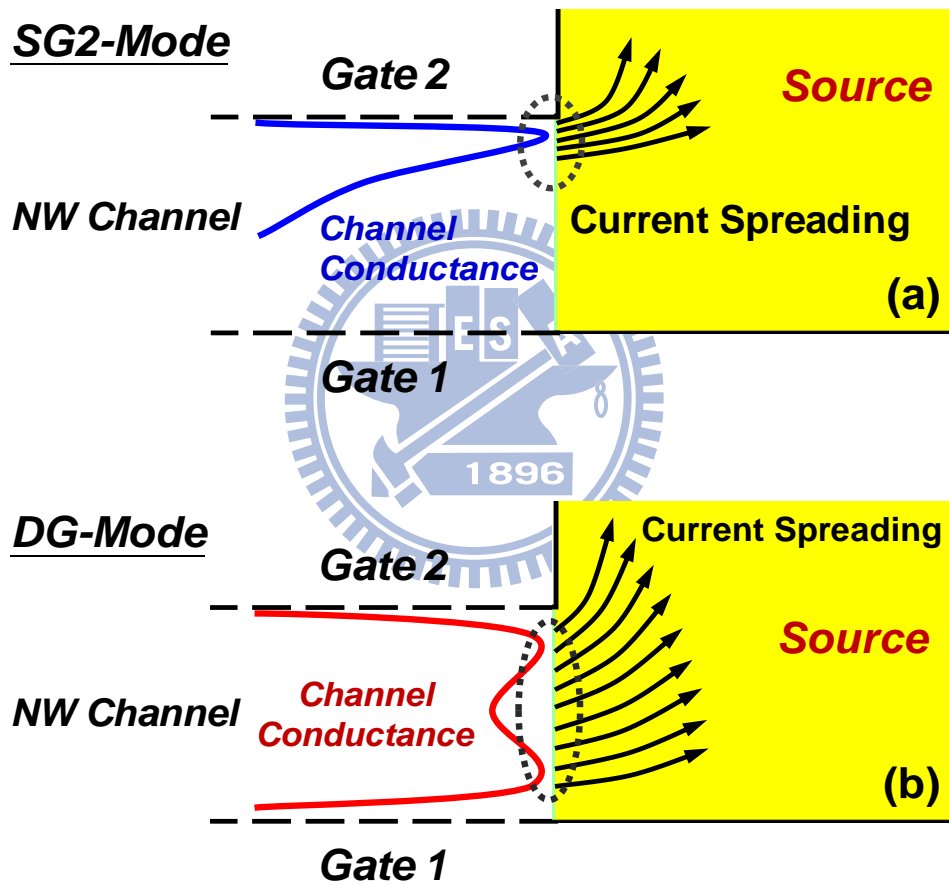 SG2-Mode
Gate 2
Source
NW Channel
Channel
Conductance
Current Spreading
(a)
Gate 1
ES
1896
DG-Mode
Gate 2
Current Spreading
Source
NW Channel
Channel
Conductance
(b)
Gate 1